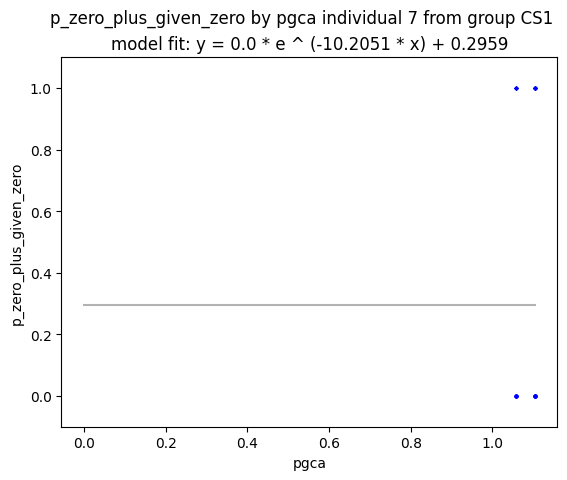 p_zero_plus_given_zero by pgca individual 7 from group CS1
model fit: y = 0.0 * e ^ (-10.2051 * x) + 0.2959
1.0
0.8
0.6
0.4
0.2
0.0
p_zero_plus_given_zero
0.0 0.2 0.4 0.6 0.8 1.0
pgca